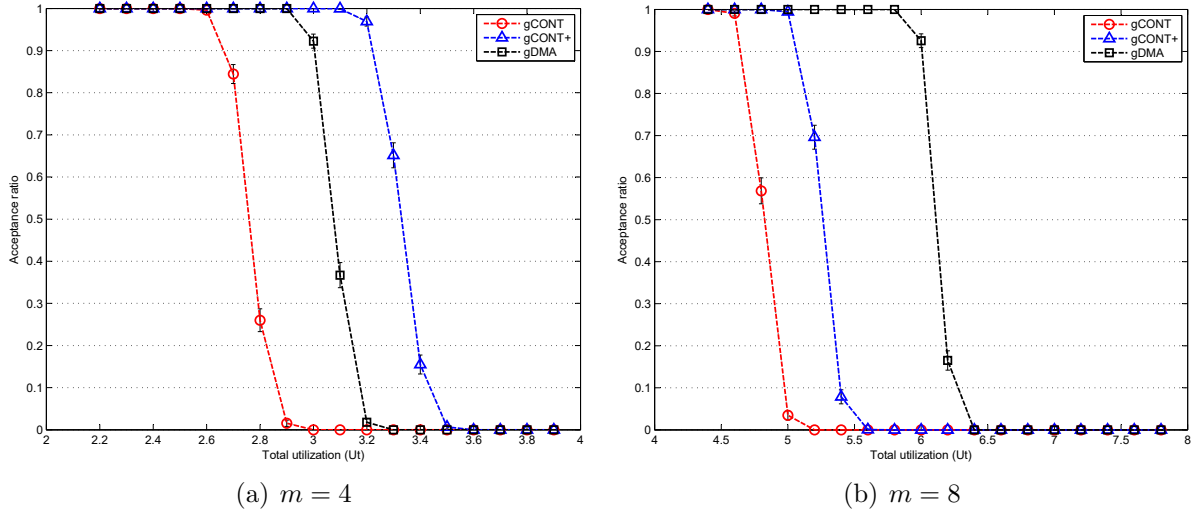 1
0.9
0.8
0.7
0.6
0.5
0.4
0.3
0.2
0.1
0
Acceptance ratio
2 2.2 2.4 2.6 2.8 3 3.2 3.4 3.6 3.8 4
Total utilization (Ut)
gCONT
gCONT+
gDMA
(a) m = 4
1
0.9
0.8
0.7
0.6
0.5
0.4
0.3
0.2
0.1
0
Acceptance ratio
4 4.5 5 5.5 6 6.5 7 7.5 8
Total utilization (Ut)
gCONT
gCONT+
gDMA
(b) m = 8